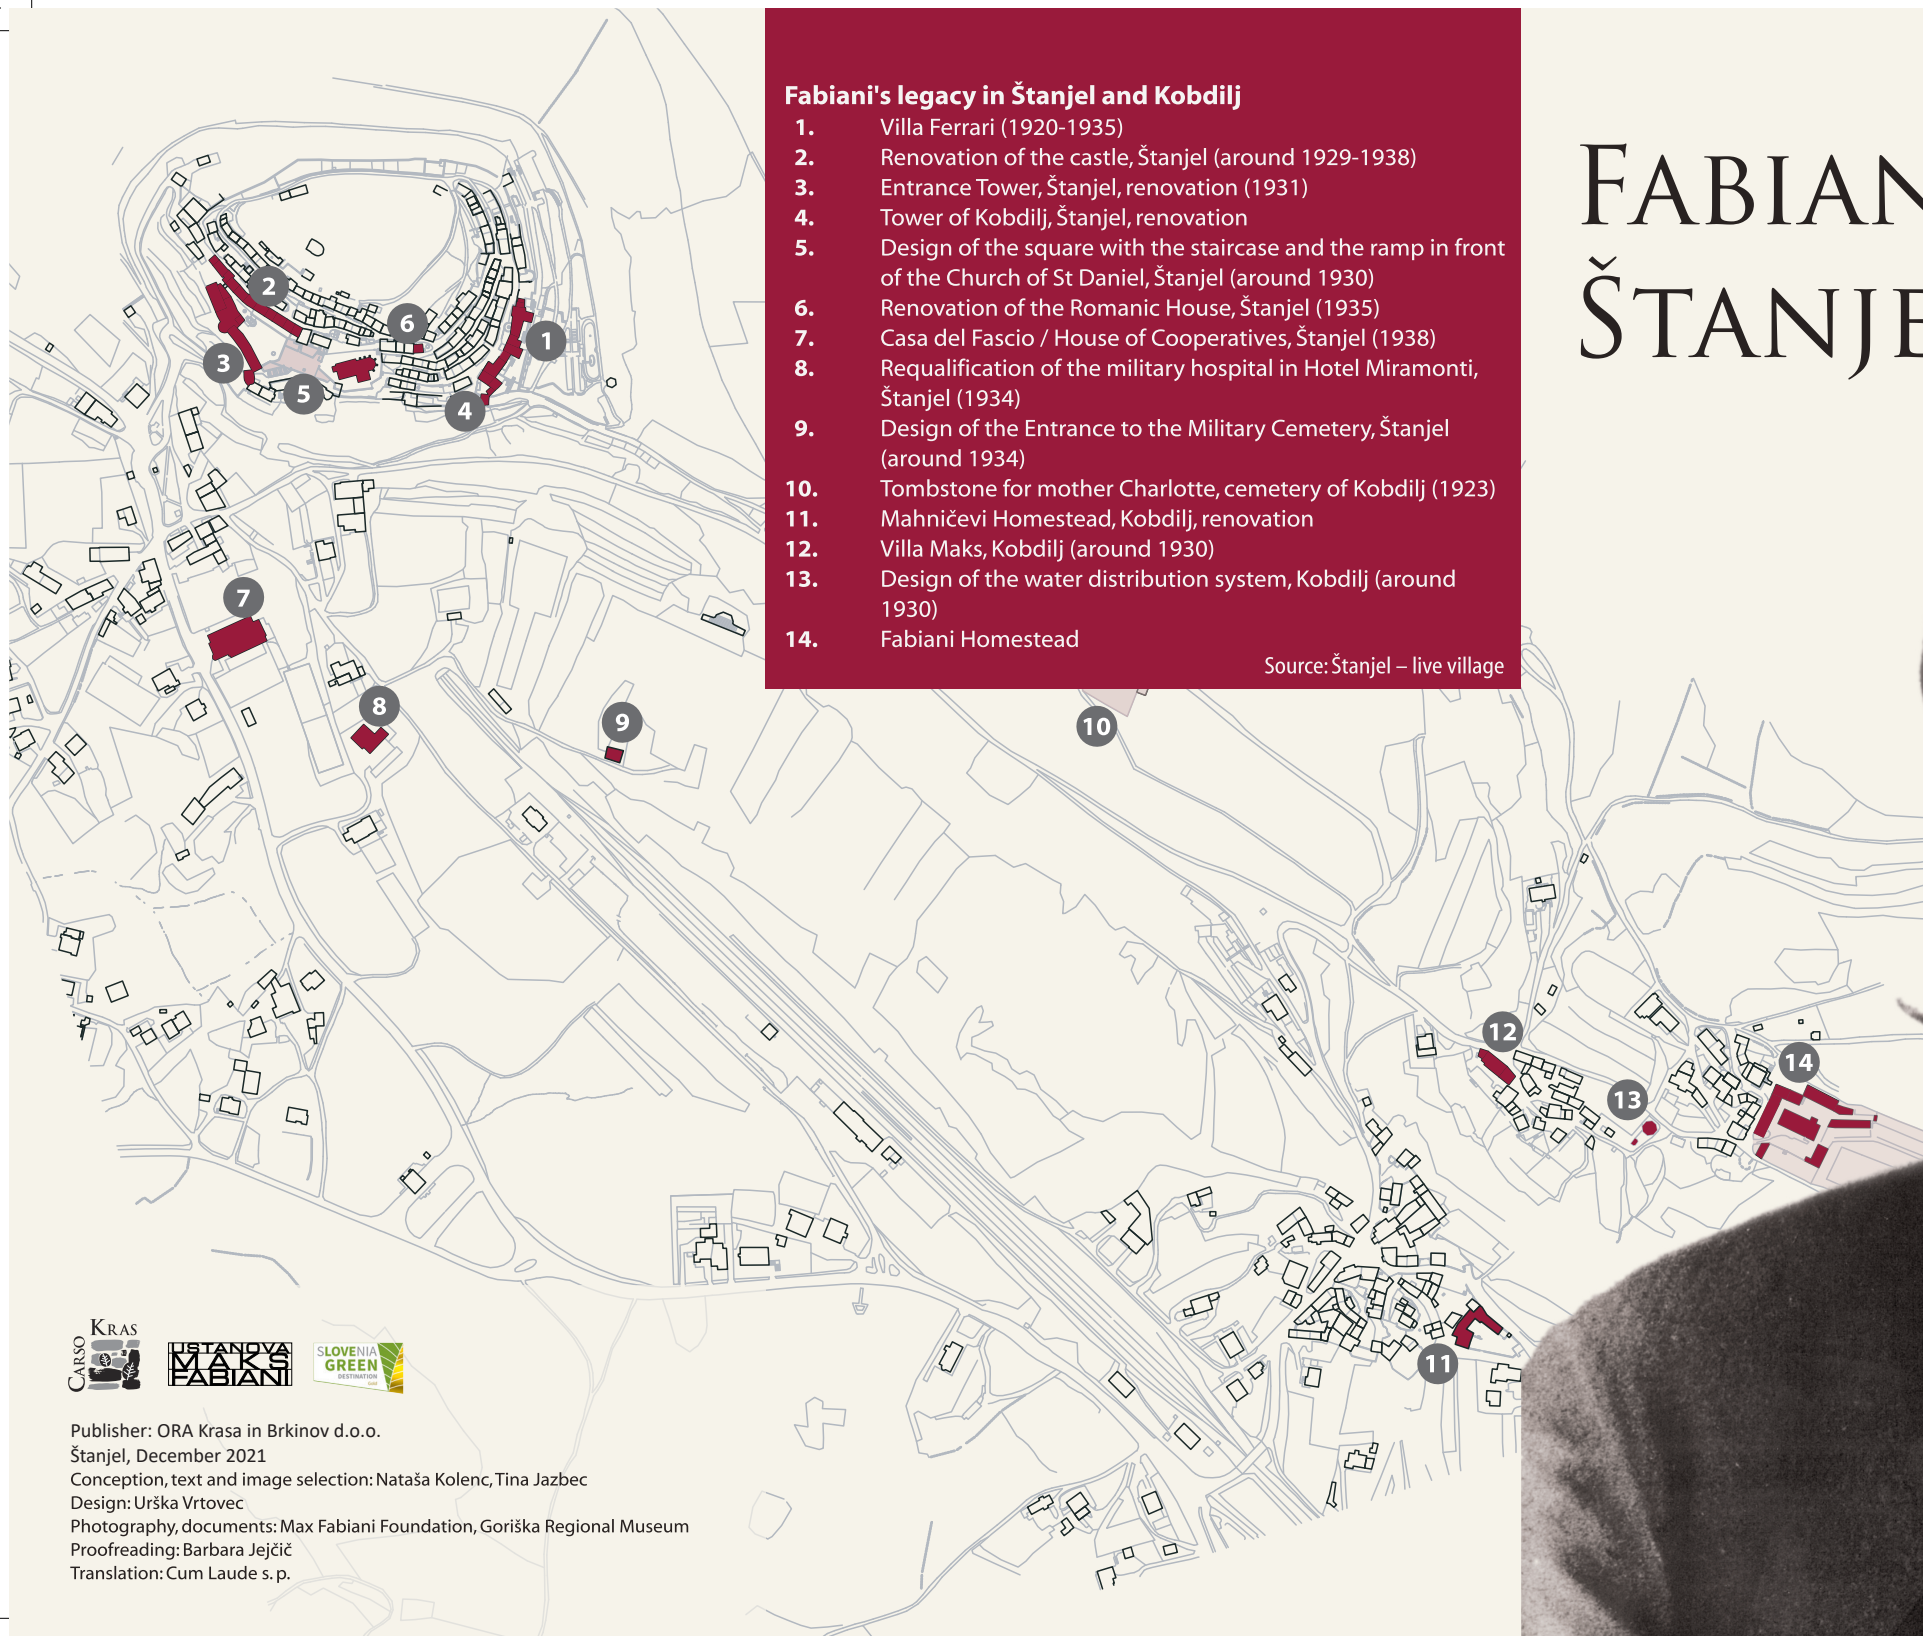 Fabiani's legacy in Štanjel and Kobdilj
1. Villa Ferrari (1920-1935)
2. Renovation of the castle, Štanjel (around 1929-1938)
3. Entrance Tower, Štanjel, renovation (1931)
4. Tower of Kobdilj, Štanjel, renovation
5. Design of the square with the staircase and the ramp in front
of the Church of St Daniel, Štanjel (around 1930)
6. Renovation of the Romanic House, Štanjel (1935)
7. Casa del Fascio / House of Cooperatives, Štanjel (1938)
8. Requalification of the military hospital in Hotel Miramonti,
Štanjel (1934)
9. Design of the Entrance to the Military Cemetery, Štanjel
(around 1934)
10. Tombstone for mother Charlotte, cemetery of Kobdilj (1923)
11. Mahničevi Homestead, Kobdilj, renovation
12. Villa Maks, Kobdilj (around 1930)
13. Design of the water distribution system, Kobdilj (around
1930)
14. Fabiani Homestead
Source: Štanjel – live village
FABIAN
ŠTANJE
2
6
1
3
5
4
7
8
9
10
12
14
13
11
KRAS
CARSO
USTANOVA
MAKS
FABIANI
SLOVENIA
GREEN
DESTINATION
Gold
Publisher: ORA Krasa in Brkinov d.o.o.
Štanjel, December 2021
Conception, text and image selection: Nataša Kolenc, Tina Jazbec
Design: Urška Vrtovec
Photography, documents: Max Fabiani Foundation, Goriška Regional Museum
Proofreading: Barbara Jejčič
Translation: Cum Laude s. p.